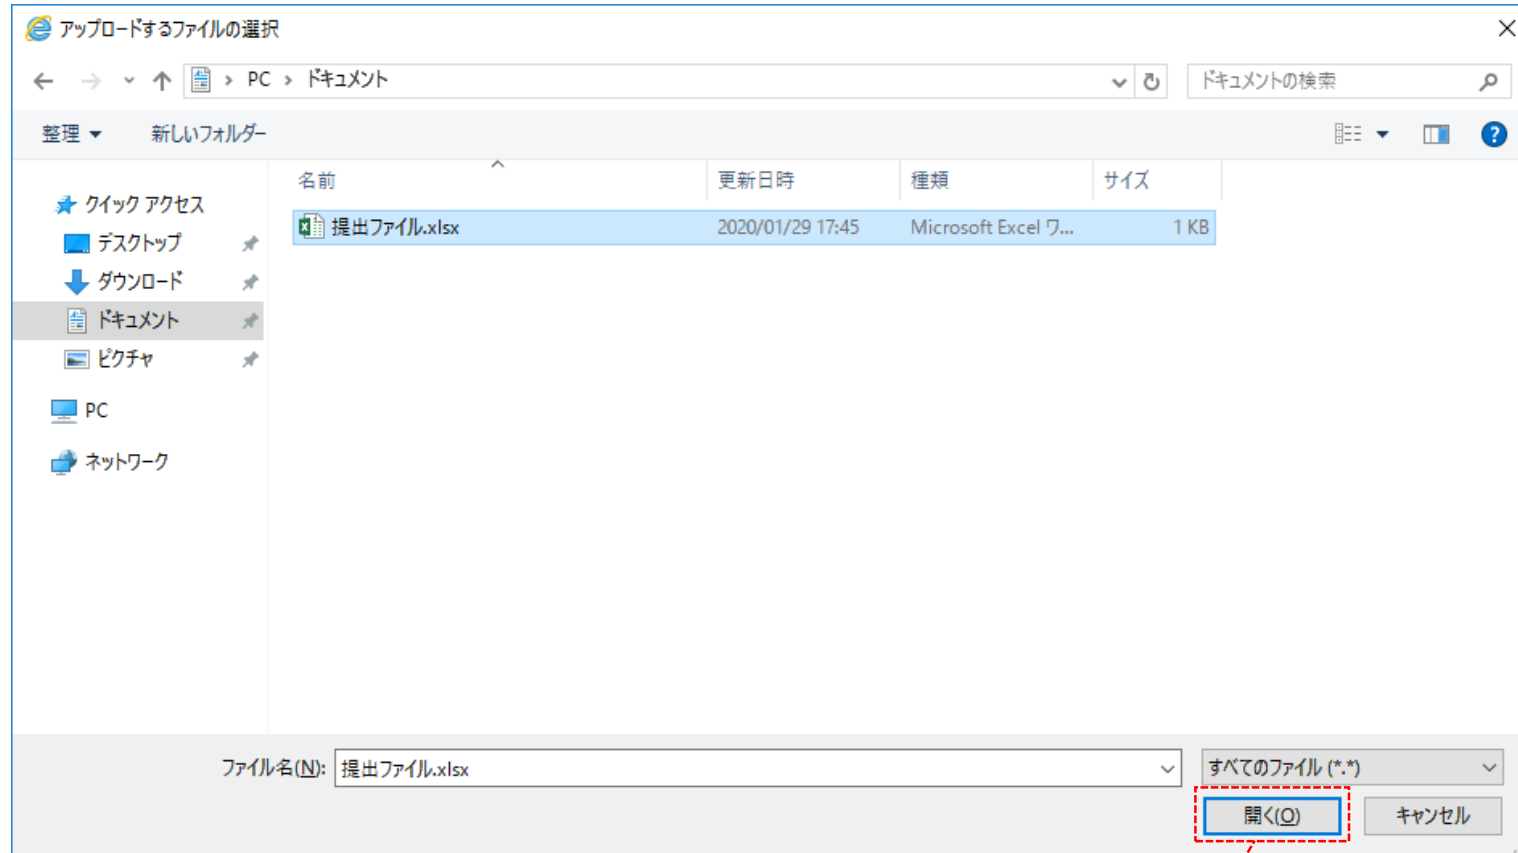 アップロードするファイルの選択
PC › ドキュメント
ドキュメントの検索
整理 新しいフォルダー
名前 更新日時 種類 サイズ
提出ファイル.xlsx 2020/01/29 17:45 Microsoft Excel ワ... 1 KB
クイック アクセス
デスクトップ
ダウンロード
ドキュメント
ピクチャ
PC
ネットワーク
ファイル名(N): 提出ファイル.xlsx すべてのファイル (*.*)
開く(O) キャンセル